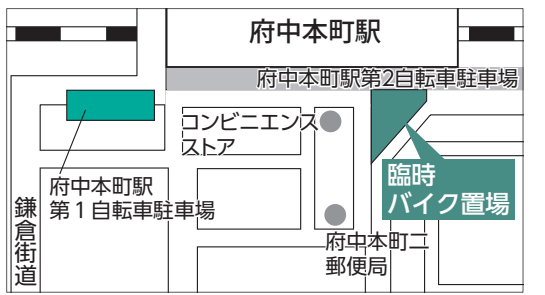 府中本町駅
府中本町駅第2自転車駐車場
コンビニエンス
ストア
臨時
バイク置場
府中本町駅
第1自転車駐車場
鎌倉街道
府中本町二
郵便局